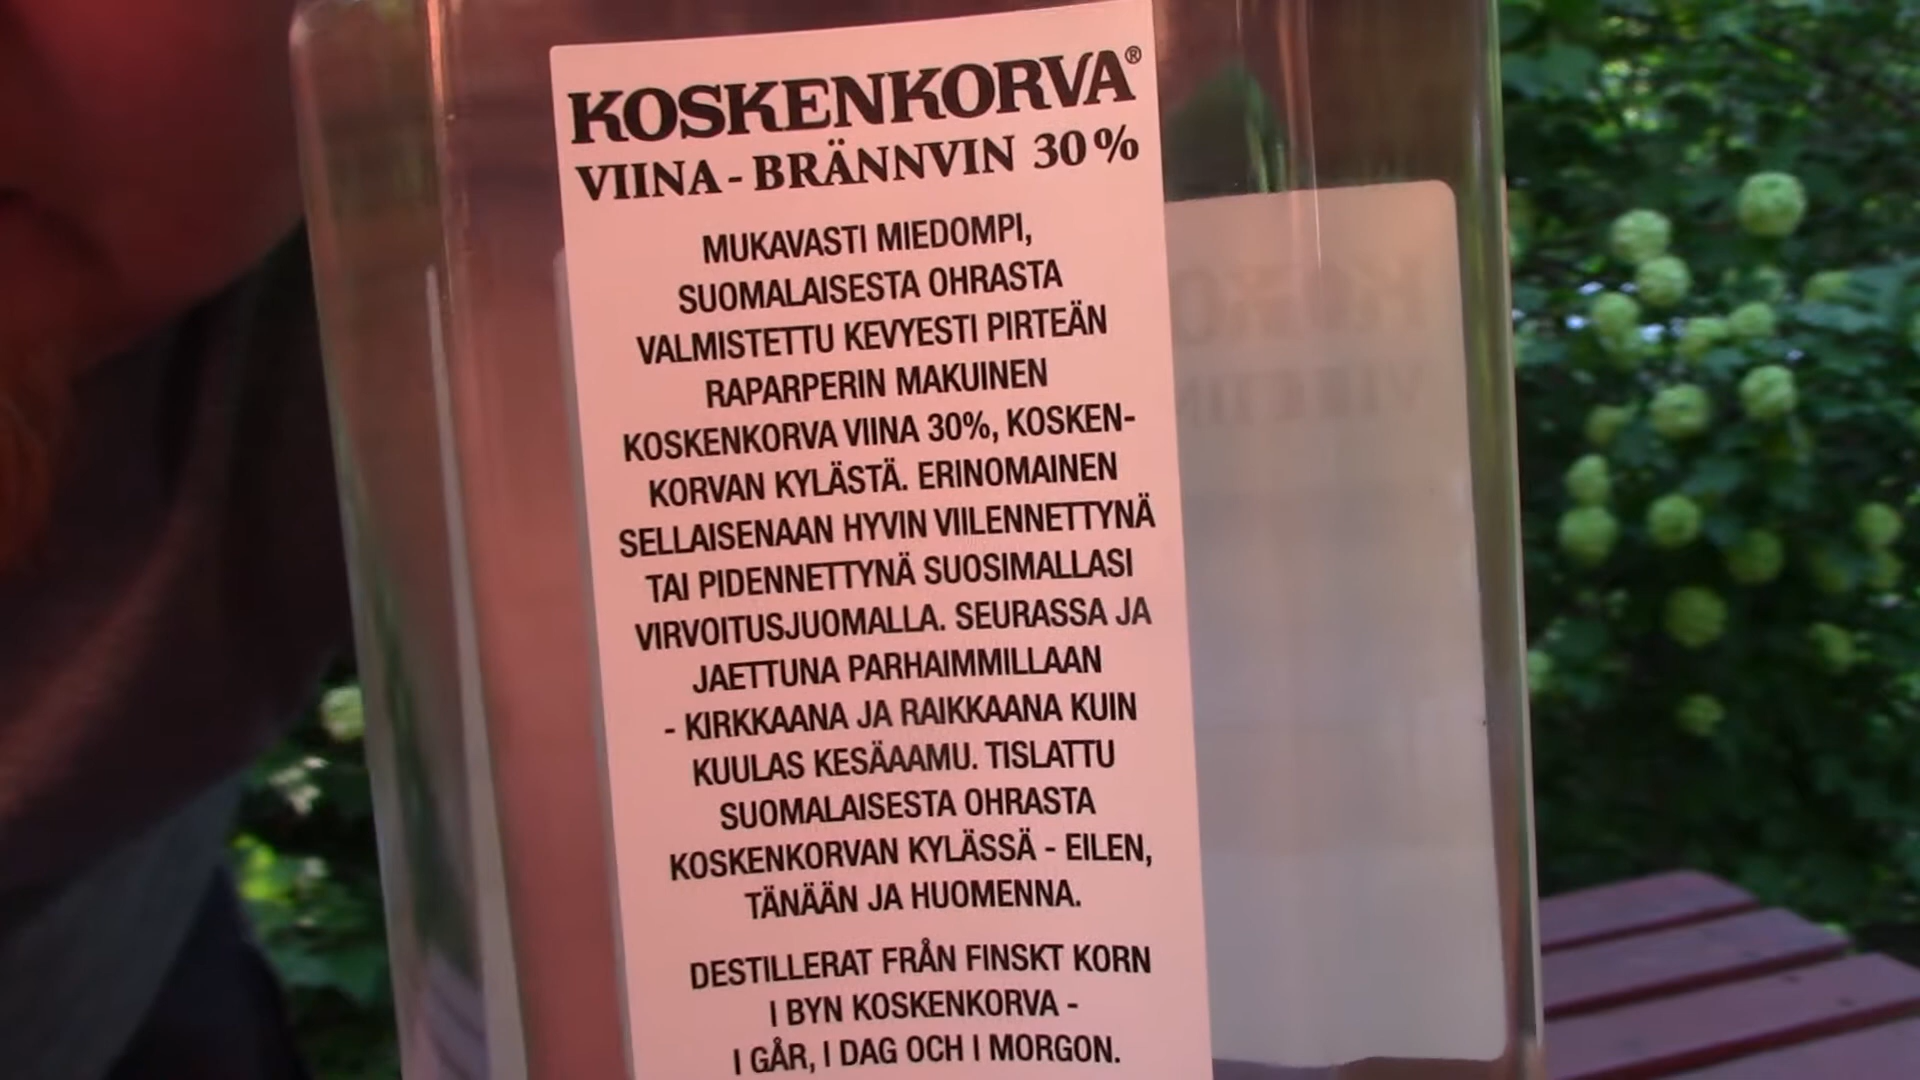 KOSKENKORVA®
VIINA - BRÄNNVIN 30%
MUKAVASTI MIEDOMPI,
SUOMALAISESTA OHRASTA
VALMISTETTU KEVYESTI PIRTEÄN
RAPARPERIN MAKUINEN
KOSKENKORVA VIINA 30%, KOSKEN-
KORVAN KYLÄSTÄ. ERINOMAINEN
SELLAISENAAN HYVIN VIILENNETTYNÄ
TAI PIDENNETTYNÄ SUOSIMALLASI
VIRVOITUSJUOMALLA. SEURASSA JA
JAETTUNA PARHAIMMILLAAN
- KIRKKAANA JA RAIKKAANA KUIN
KUULAS KESÄAAMU. TISLATTU
SUOMALAISESTA OHRASTA
KOSKENKORVAN KYLÄSSÄ - EILEN,
TÄNÄÄN JA HUOMENNA.
DESTILLERAT FRÅN FINSKT KORN
I BYN KOSKENKORVA -
I GÅR, I DAG OCH I MORGON.